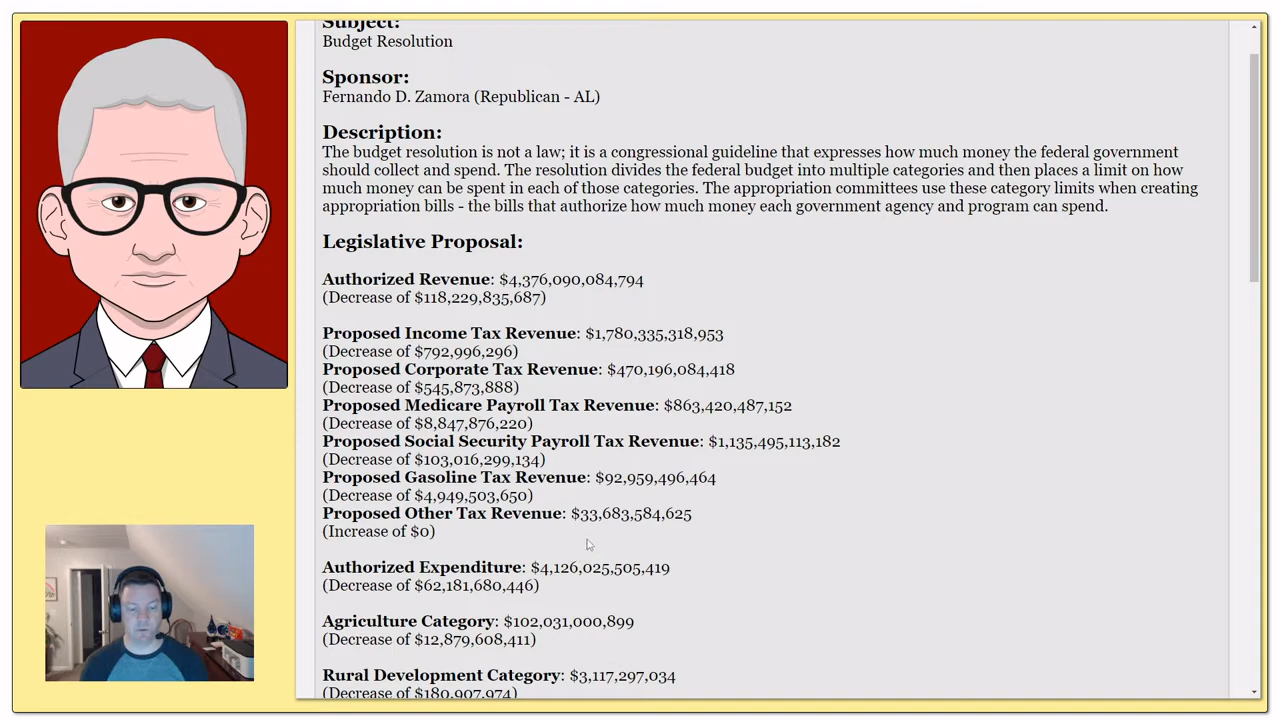 Subject:
Budget Resolution
Sponsor:
Fernando D. Zamora (Republican - AL)
Description:
The budget resolution is not a law; it is a congressional guideline that expresses how much money the federal government
should collect and spend. The resolution divides the federal budget into multiple categories and then places a limit on how
much money can be spent in each of those categories. The appropriation committees use these category limits when creating
appropriation bills - the bills that authorize how much money each government agency and program can spend.
Legislative Proposal:
Authorized Revenue: $4,376,090,084,794
(Decrease of $118,229,835,687)
Proposed Income Tax Revenue: $1,780,335,318,953
(Decrease of $792,996,296)
Proposed Corporate Tax Revenue: $470,196,084,418
(Decrease of $545,873,888)
Proposed Medicare Payroll Tax Revenue: $863,420,487,152
(Decrease of $8,847,876,220)
Proposed Social Security Payroll Tax Revenue: $1,135,495,113,182
(Decrease of $103,016,299,134)
Proposed Gasoline Tax Revenue: $92,959,496,464
(Decrease of $4,949,503,650)
Proposed Other Tax Revenue: $33,683,584,625
(Increase of $0)
Authorized Expenditure: $4,126,025,505,419
(Decrease of $62,181,680,446)
Agriculture Category: $102,031,000,899
(Decrease of $12,879,608,411)
Rural Development Category: $3,117,297,034
(Decrease of $180,907,974)